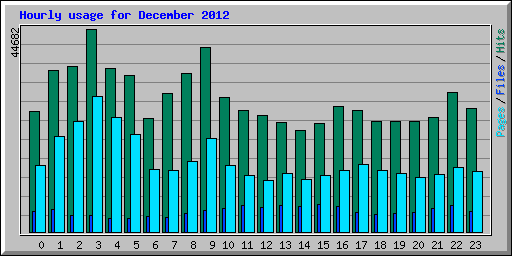 Hourly usage for December 2012
44682
Pages/Files/Hits
0 1 2 3 4 5 6 7 8 9 10 11 12 13 14 15 16 17 18 19 20 21 22 23